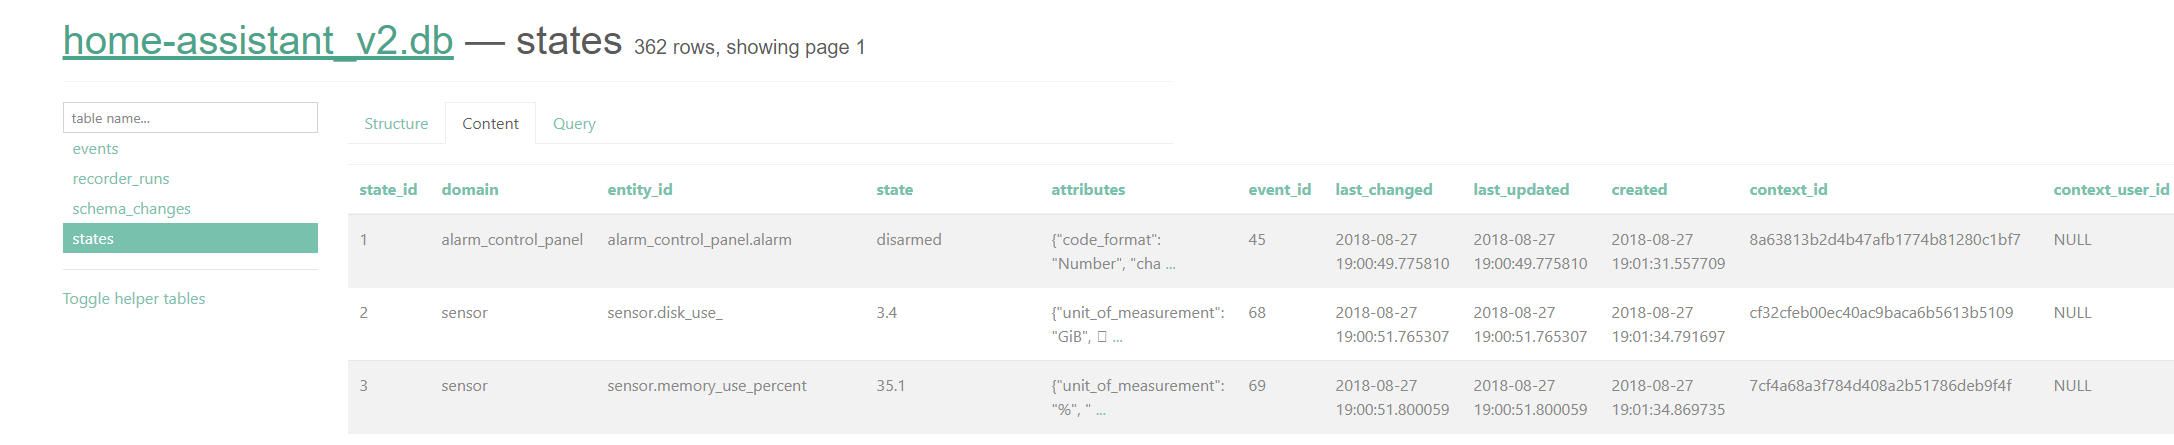 home-assistant_v2.db — states 362 rows, showing page 1
table name...
events
recorder_runs
schema_changes
states
Toggle helper tables
Structure Content Query
state_id domain entity_id state attributes event_id last_changed last_updated created context_id context_user_id
1 alarm_control_panel alarm_control_panel.alarm disarmed {"code_format": 45 2018-08-27 2018-08-27 2018-08-27 8a63813b2d4b47afb1774b81280c1bf7 NULL
"Number", "cha ... 19:00:49.775810 19:00:49.775810 19:01:31.557709
2 sensor sensor.disk_use_ 3.4 {"unit_of_measurement": 68 2018-08-27 2018-08-27 2018-08-27 cf32cfeb00ec40ac9baca6b5613b5109 NULL
"GiB", ▯ ... 19:00:51.765307 19:00:51.765307 19:01:34.791697
3 sensor sensor.memory_use_percent 35.1 {"unit_of_measurement": 69 2018-08-27 2018-08-27 2018-08-27 7cf4a68a3f784d408a2b51786deb9f4f NULL
"%", " ... 19:00:51.800059 19:00:51.800059 19:01:34.869735